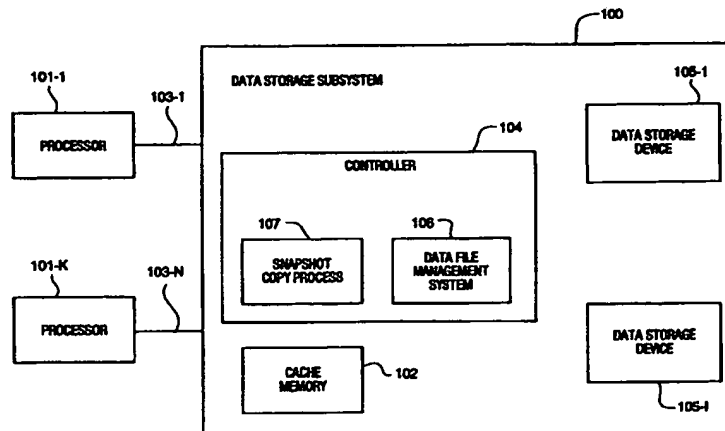 100
101-1
103-1
DATA STORAGE SUBSYSTEM
105-1
PROCESSOR
104
DATA STORAGE
DEVICE
CONTROLLER
107
106
SNAPSHOT
COPY PROCESS
DATA FILE
MANAGEMENT
SYSTEM
101-K
103-N
PROCESSOR
DATA STORAGE
DEVICE
CACHE
MEMORY
102
105-I